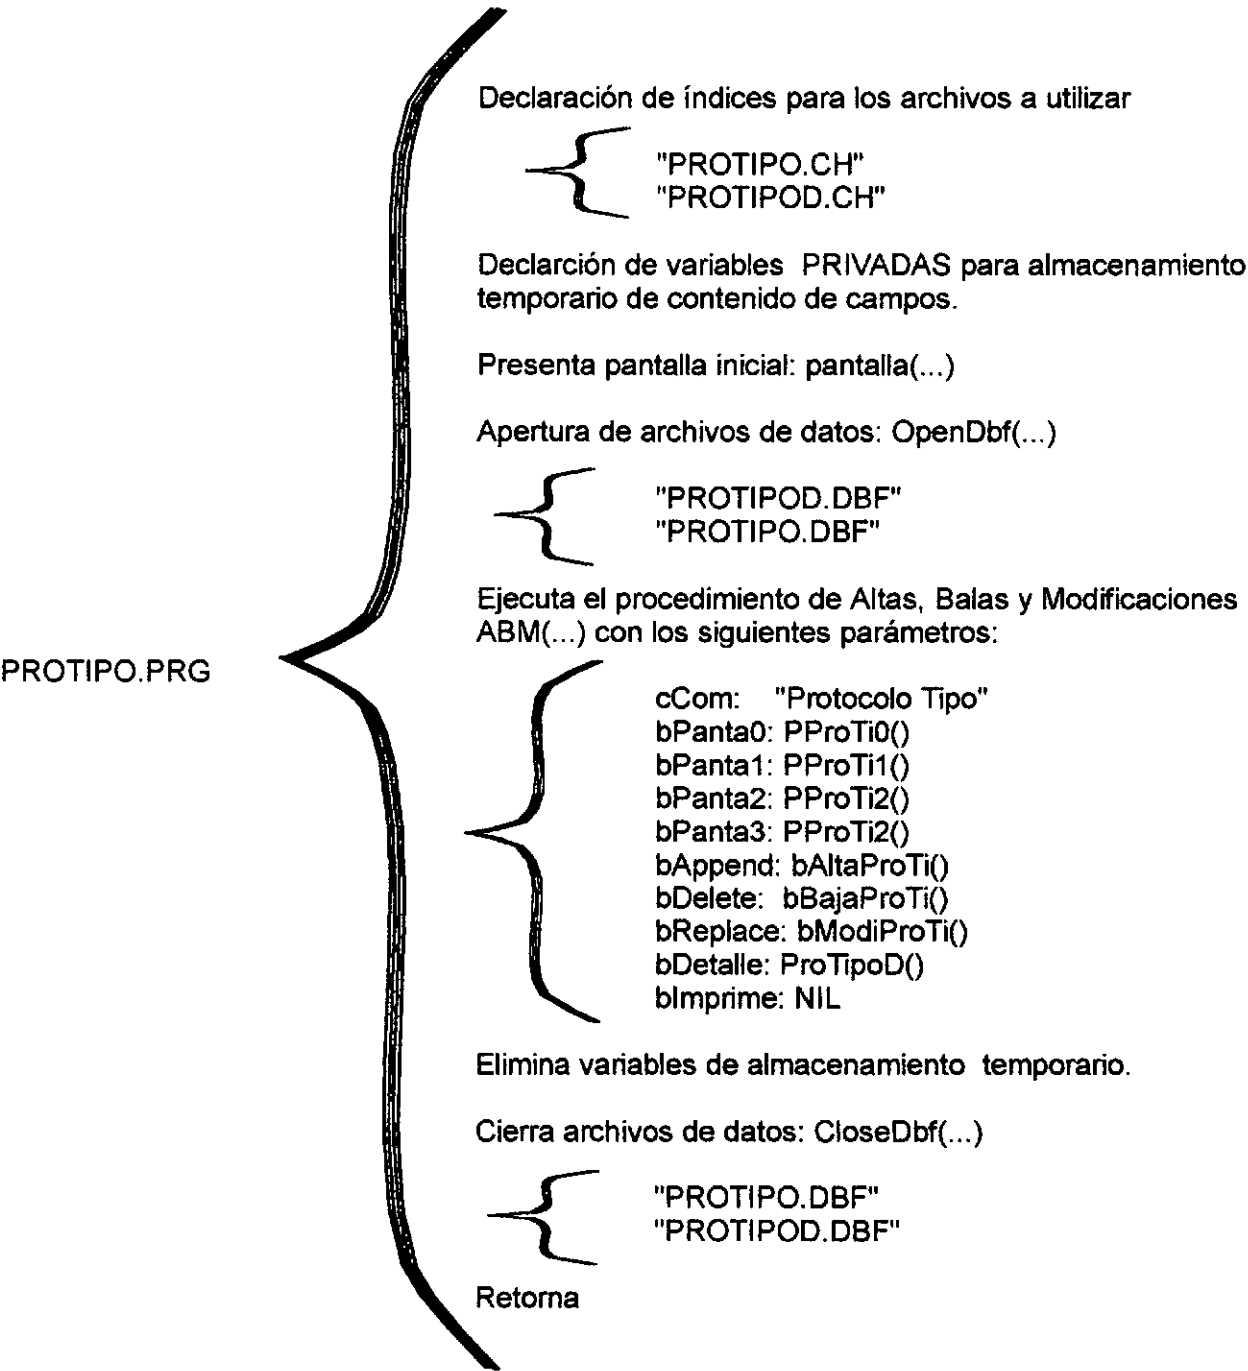 Declaración de índices para los archivos a utilizar
"PROTIPO.CH"
"PROTIPOD.CH"
Declarción de variables PRIVADAS para almacenamiento
temporario de contenido de campos.
Presenta pantalla inicial: pantalla(...)
Apertura de archivos de datos: OpenDbf(...)
"PROTIPOD.DBF"
"PROTIPO.DBF"
Ejecuta el procedimiento de Altas, Balas y Modificaciones
ABM(...) con los siguientes parámetros:
PROTIPO.PRG
cCom: "Protocolo Tipo"
bPanta0: PProTi0()
bPanta1: PProTi1()
bPanta2: PProTi2()
bPanta3: PProTi2()
bAppend: bAltaProTi()
bDelete: bBajaProTi()
bReplace: bModiProTi()
bDetalle: ProTipoD()
bImprime: NIL
Elimina variables de almacenamiento temporario.
Cierra archivos de datos: CloseDbf(...)
"PROTIPO.DBF"
"PROTIPOD.DBF"
Retorna